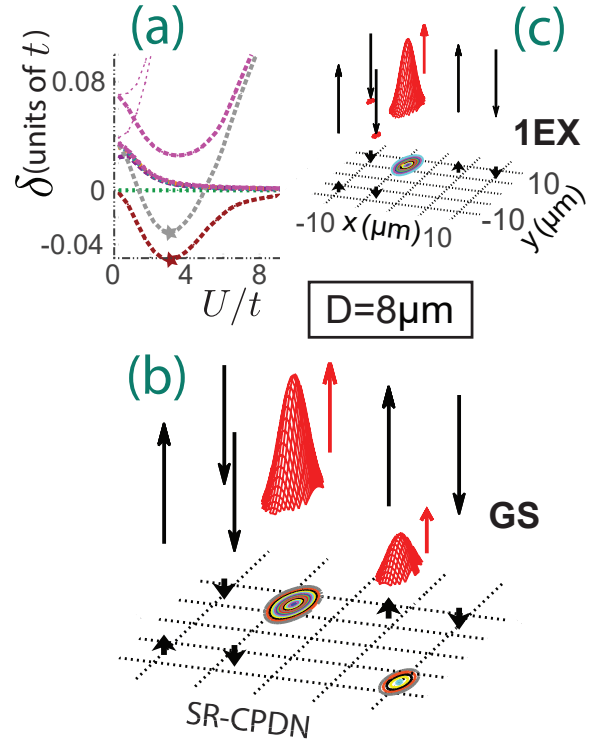 (a)
δ(units of t)
0.08
0
-0.04
0
4
8
U/t
(c)
1EX
-10
x(μm)
10
-10
y(μm)
10
D=8μm
(b)
GS
SR-CPDN